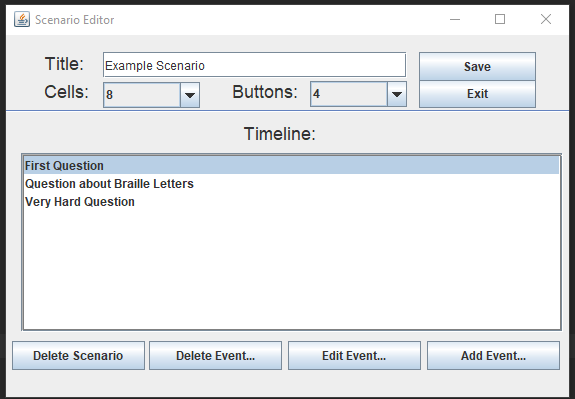 Scenario Editor
Title: Example Scenario Save
Cells: 8 Buttons: 4 Exit
Timeline:
First Question
Question about Braille Letters
Very Hard Question
Delete Scenario Delete Event... Edit Event... Add Event...